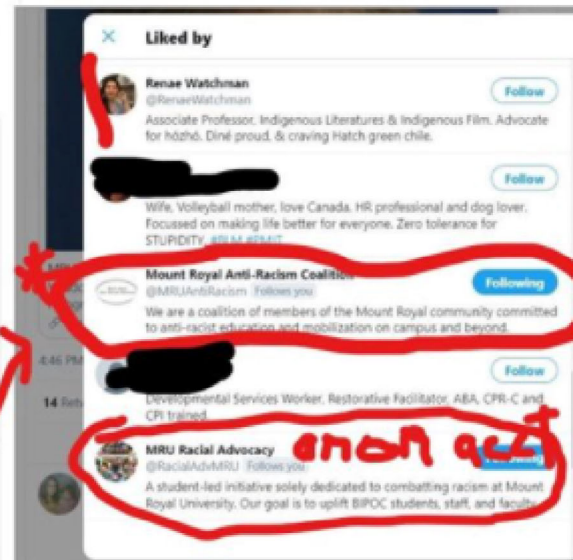 Liked by
Renae Watchman
@RenaeWatchman
Follow
Associate Professor, Indigenous Literatures & Indigenous Film. Advocate
for hózhó. Diné proud, & craving Hatch green chile.
Follow
Wife, Volleyball mother, love Canada. HR professional and dog lover.
Focussed on making life better for everyone. Zero tolerance for
STUPIDITY. #BLM
Mount Royal Anti-Racism Coalition
@MRUAntiRacism Follows you
Following
We are a coalition of members of the Mount Royal community committed
to anti-racist education and mobilization on campus and beyond.
4:46 PM
Follow
14
Developmental Services Worker, Restorative Facilitator, ABA, CPR-C and
CPI trained.
MRU Racial Advocacy
anon acct
@RacialAdvMRU Follows you
Following
A student-led initiative solely dedicated to combatting racism at Mount
Royal University. Our goal is to uplift BIPOC students, staff, and faculty.